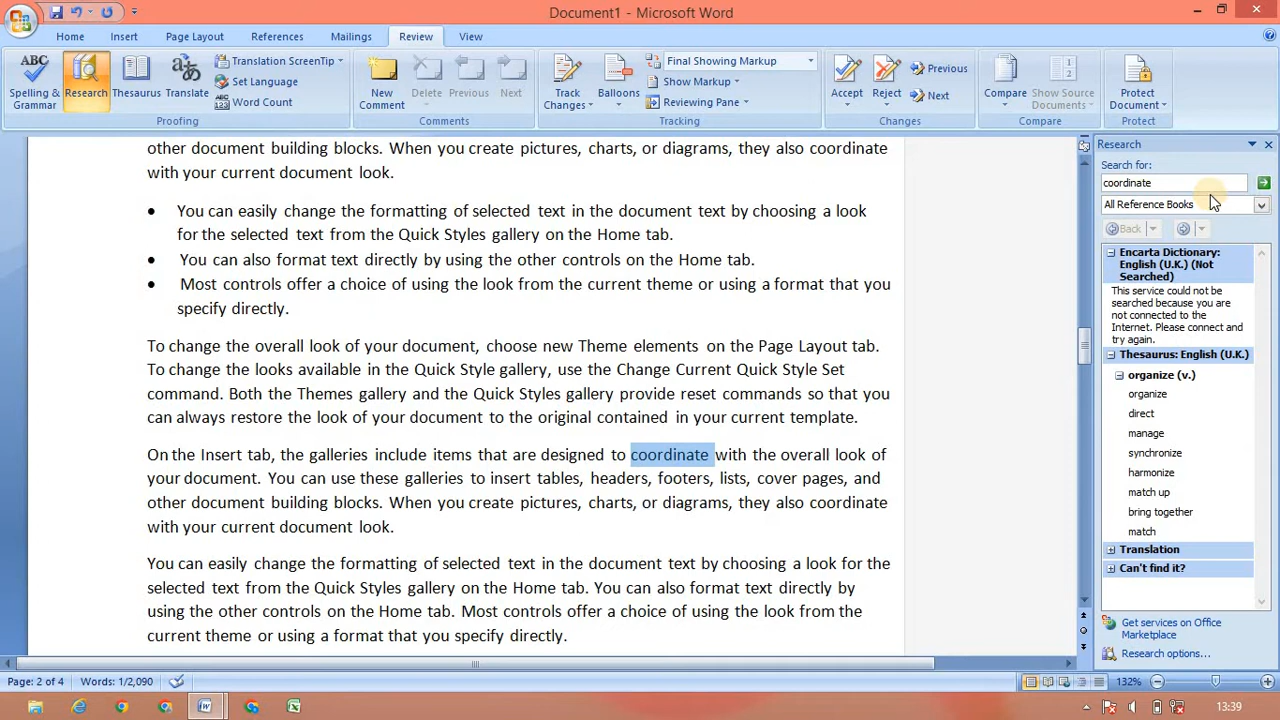 Document1 - Microsoft Word
Home Insert Page Layout References Mailings Review View
ABC Spelling & Grammar
Research
Thesaurus
Translate
Translation ScreenTip
Set Language
Word Count
Proofing
New Comment
Delete
Previous
Next
Comments
Track Changes
Balloons
Final Showing Markup
Show Markup
Reviewing Pane
Tracking
Accept
Reject
Previous
Next
Changes
Compare
Show Source Documents
Compare
Protect Document
Protect
other document building blocks. When you create pictures, charts, or diagrams, they also coordinate
with your current document look.
• You can easily change the formatting of selected text in the document text by choosing a look
for the selected text from the Quick Styles gallery on the Home tab.
• You can also format text directly by using the other controls on the Home tab.
• Most controls offer a choice of using the look from the current theme or using a format that you
specify directly.
To change the overall look of your document, choose new Theme elements on the Page Layout tab.
To change the looks available in the Quick Style gallery, use the Change Current Quick Style Set
command. Both the Themes gallery and the Quick Styles gallery provide reset commands so that you
can always restore the look of your document to the original contained in your current template.
On the Insert tab, the galleries include items that are designed to coordinate with the overall look of
your document. You can use these galleries to insert tables, headers, footers, lists, cover pages, and
other document building blocks. When you create pictures, charts, or diagrams, they also coordinate
with your current document look.
You can easily change the formatting of selected text in the document text by choosing a look for the
selected text from the Quick Styles gallery on the Home tab. You can also format text directly by
using the other controls on the Home tab. Most controls offer a choice of using the look from the
current theme or using a format that you specify directly.
Research
Search for:
coordinate
All Reference Books
Back
Encarta Dictionary:
English (U.K.) (Not
Searched)
This service could not be
searched because you are
not connected to the
Internet. Please connect and
try again.
Thesaurus: English (U.K.)
organize (v.)
organize
direct
manage
synchronize
harmonize
match up
bring together
match
Translation
Can't find it?
Get services on Office
Marketplace
Research options...
Page: 2 of 4 Words: 1/2,090 132%
13:39